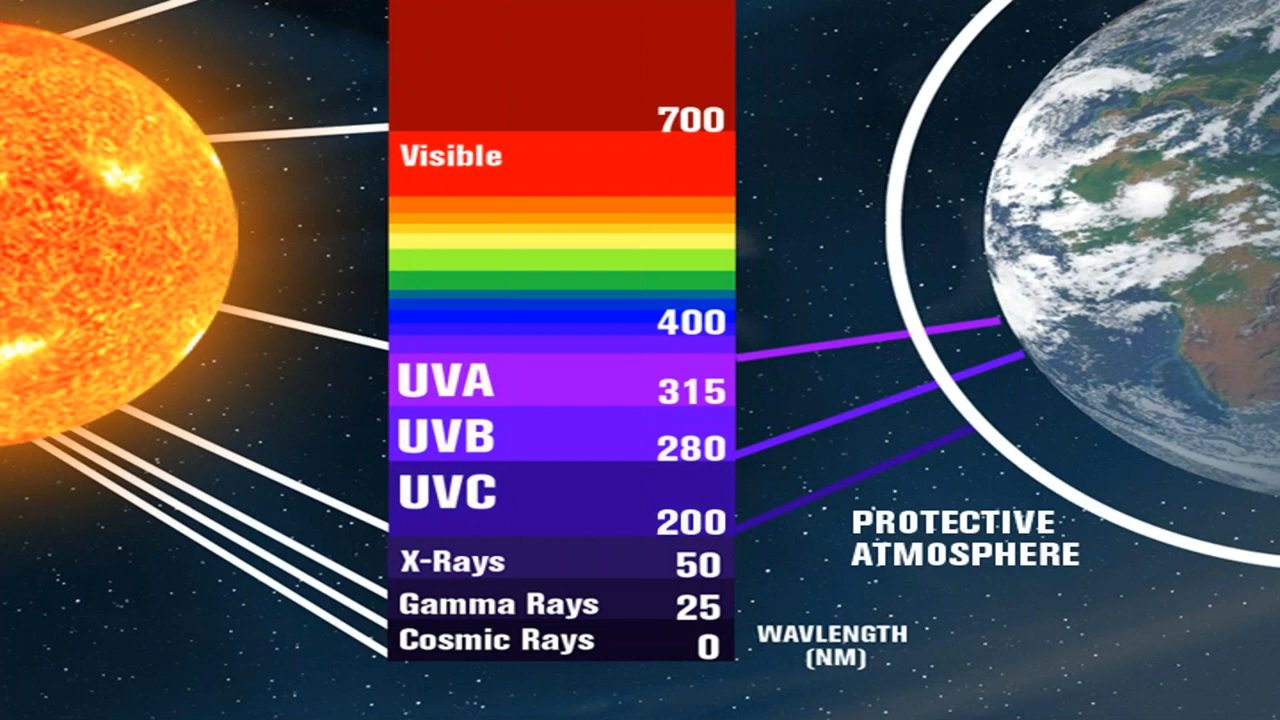 700
Visible
400
UVA 315
UVB 280
UVC
200
X-Rays 50
Gamma Rays 25
Cosmic Rays 0
PROTECTIVE
ATMOSPHERE
WAVLENGTH
(NM)